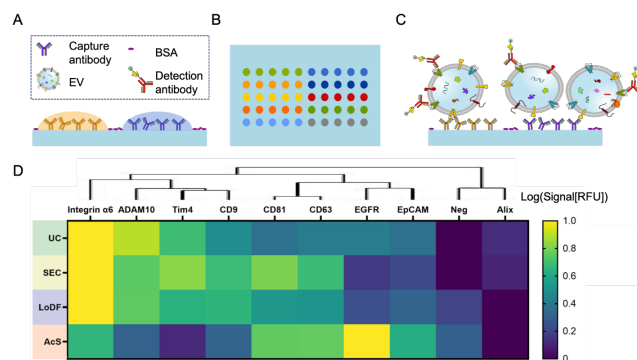 A
B
C
Capture
antibody
BSA
EV
Detection
antibody
D
Log(Signal[RFU])
Integrin α6 ADAM10 Tim4 CD9 CD81 CD63 EGFR EpCAM Neg Alix
UC
SEC
LoDF
AcS
1.0
0.8
0.6
0.4
0.2
0